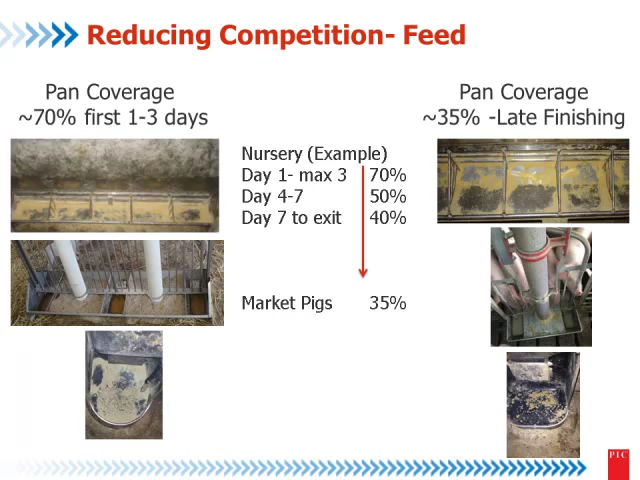 Reducing Competition- Feed
Pan Coverage
~70% first 1-3 days
Pan Coverage
~35% -Late Finishing
Nursery (Example)
Day 1- max 3 70%
Day 4-7 50%
Day 7 to exit 40%
Market Pigs 35%
PIC